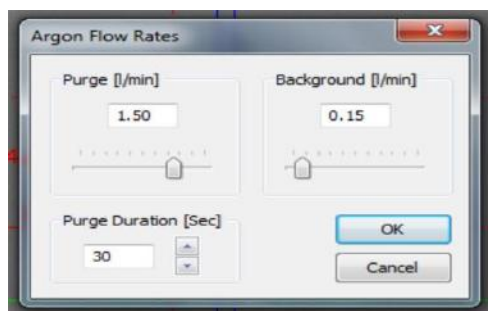 Argon Flow Rates
Purge [l/min]
1.50
Background [l/min]
0.15
Purge Duration [Sec]
30
OK
Cancel